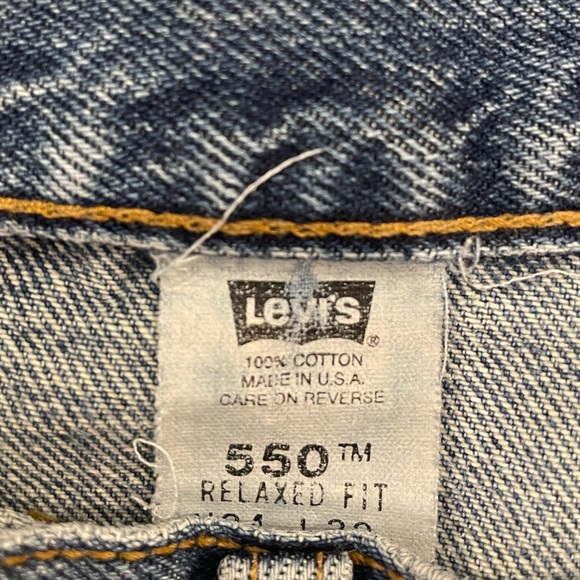 Levi's ®
100% COTTON
MADE IN U.S.A.
CARE ON REVERSE
550™
RELAXED FIT